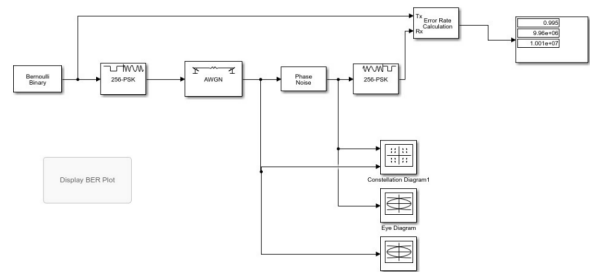 Tx
Rx
Error Rate
Calculation
0.995
9.96e+06
1.001e+07
Bernoulli
Binary
256-PSK
AWGN
Phase
Noise
256-PSK
Constellation Diagram1
Display BER Plot
Eye Diagram